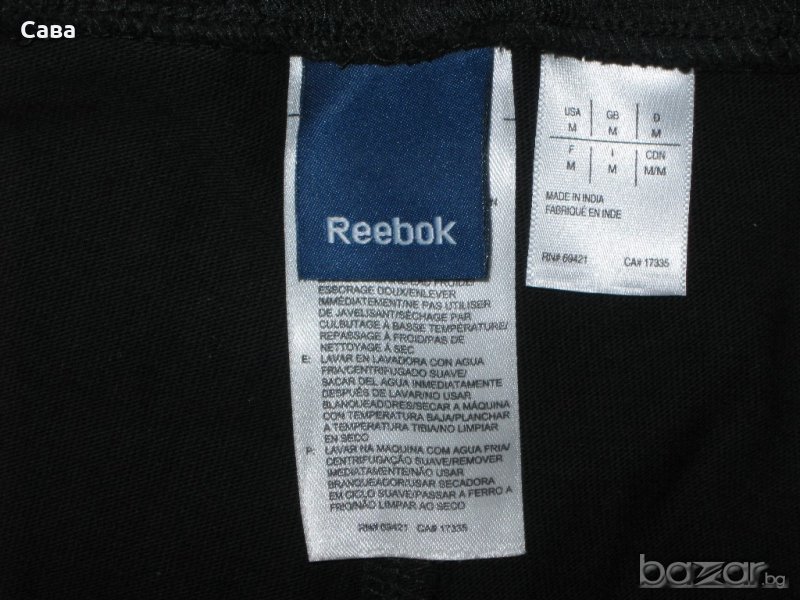 Сава
Reebok
ESSORAGE DOUX/ENLEVER
IMMÉDIATEMENT/NE PAS UTILISER
DE JAVELISANT/SÉCHAGE PAR
CULBUTAGE À BASSE TEMPÉRATURE/
REPASSAGE À FROID/PAS DE
NETTOYAGE À SEC
E: LAVAR EN LAVADORA CON AGUA
FRIA/CENTRIFUGADO SUAVE/
SACAR DEL AGUA INMEDIATAMENTE
DESPUÉS DE LAVAR/NO USAR
BLANQUEADORES/SECAR A MÁQUINA
CON TEMPERATURA BAJA/PLANCHAR
A TEMPERATURA TIBIA/NO LIMPIAR
EN SECO
P: LAVAR NA MAQUINA COM AGUA FRIA/
CENTRIFUGAÇÃO SUAVE/REMOVER
IMEDIATAMENTE/NÃO USAR
BRANQUEADOR/USAR SECADORA
EM CICLO SUAVE/PASSAR A FERRO A
FRIO/NÃO LIMPAR AO SECO
RN# 69421 CA# 17335
USA GB D
M M M
F I CDN
M M M/M
MADE IN INDIA
FABRIQUÉ EN INDE
RN# 69421 CA# 17335
bazar.bg